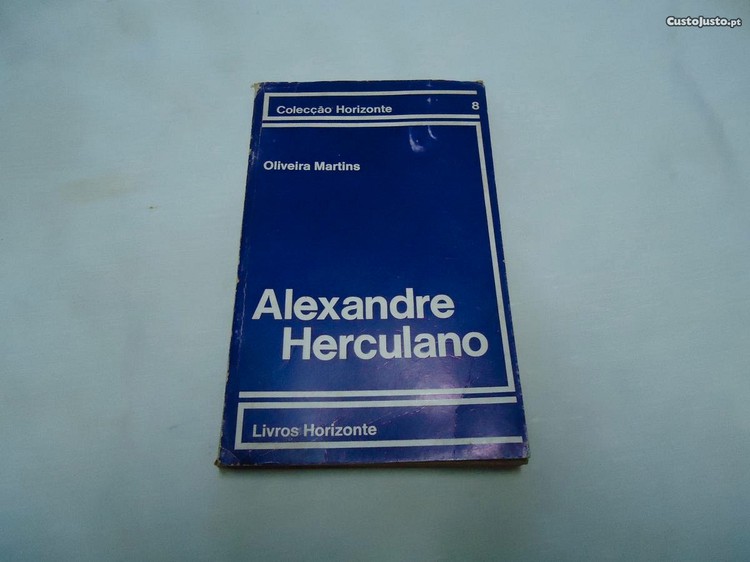 CustoJusto.pt
Colecção Horizonte 8
Oliveira Martins
Alexandre
Herculano
Livros Horizonte